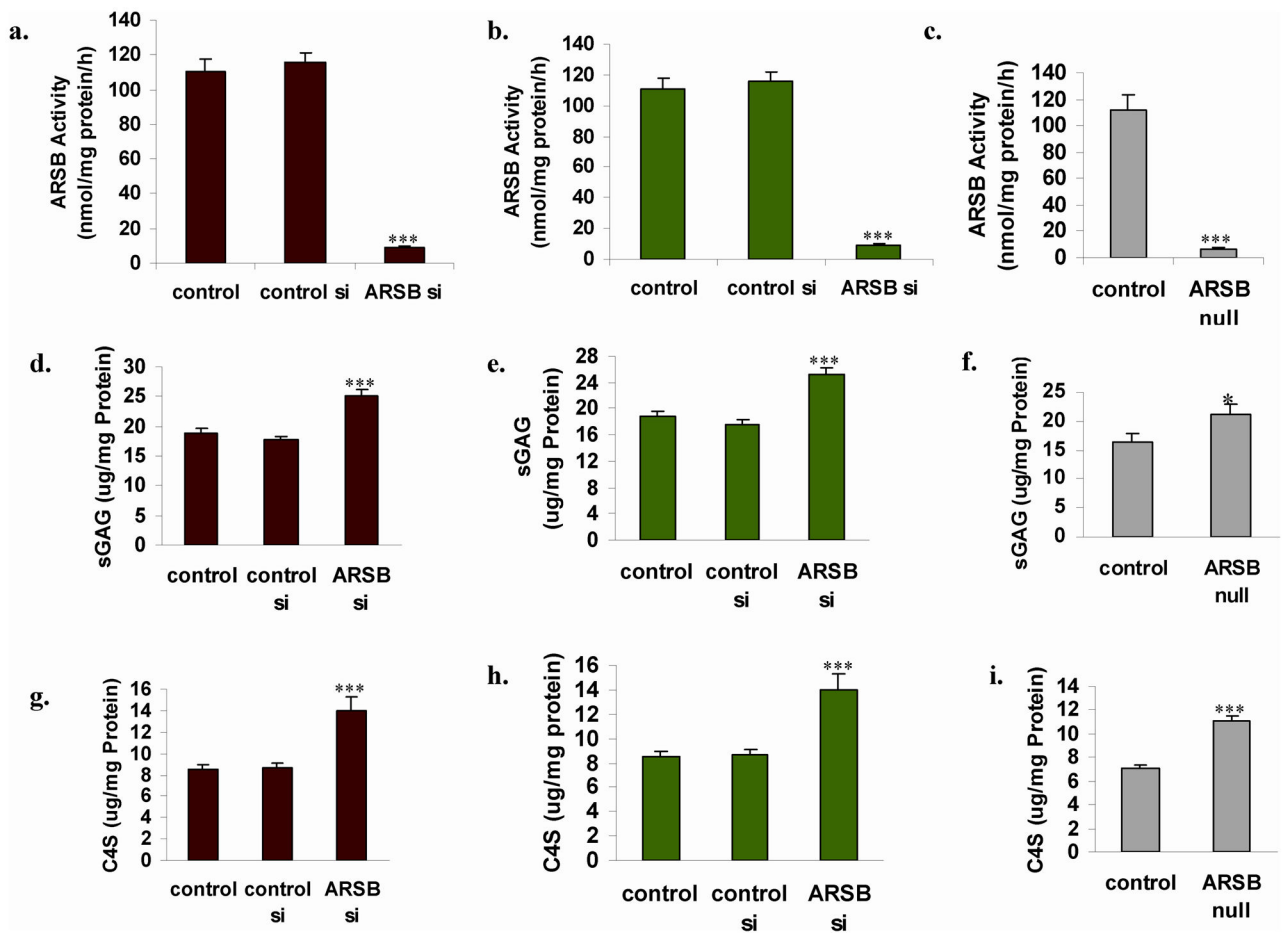 a.
ARSB Activity
(nmol/mg protein/h)
140
120
100
80
60
40
20
0
***
control
control si
ARSB si
b.
ARSB Activity
(nmol/mg protein/h)
140
120
100
80
60
40
20
0
***
control
control si
ARSB si
c.
ARSB Activity
(nmol/mg protein/h)
140
120
100
80
60
40
20
0
***
control
ARSB
null
d.
sGAG (ug/mg Protein)
30
25
20
15
10
5
0
***
control
control
si
ARSB
si
e.
sGAG
(ug/mg Protein)
28
24
20
16
12
8
4
0
***
control
control
si
ARSB
si
f.
sGAG (ug/mg Protein)
25
20
15
10
5
0
*
control
ARSB
null
g.
C4S (ug/mg Protein)
16
14
12
10
8
6
4
2
0
***
control
control
si
ARSB
si
h.
C4S (ug/mg protein)
16
14
12
10
8
6
4
2
0
***
control
control
si
ARSB
si
i.
C4S (ug/mg Protein)
14
12
10
8
6
4
2
0
***
control
ARSB
null